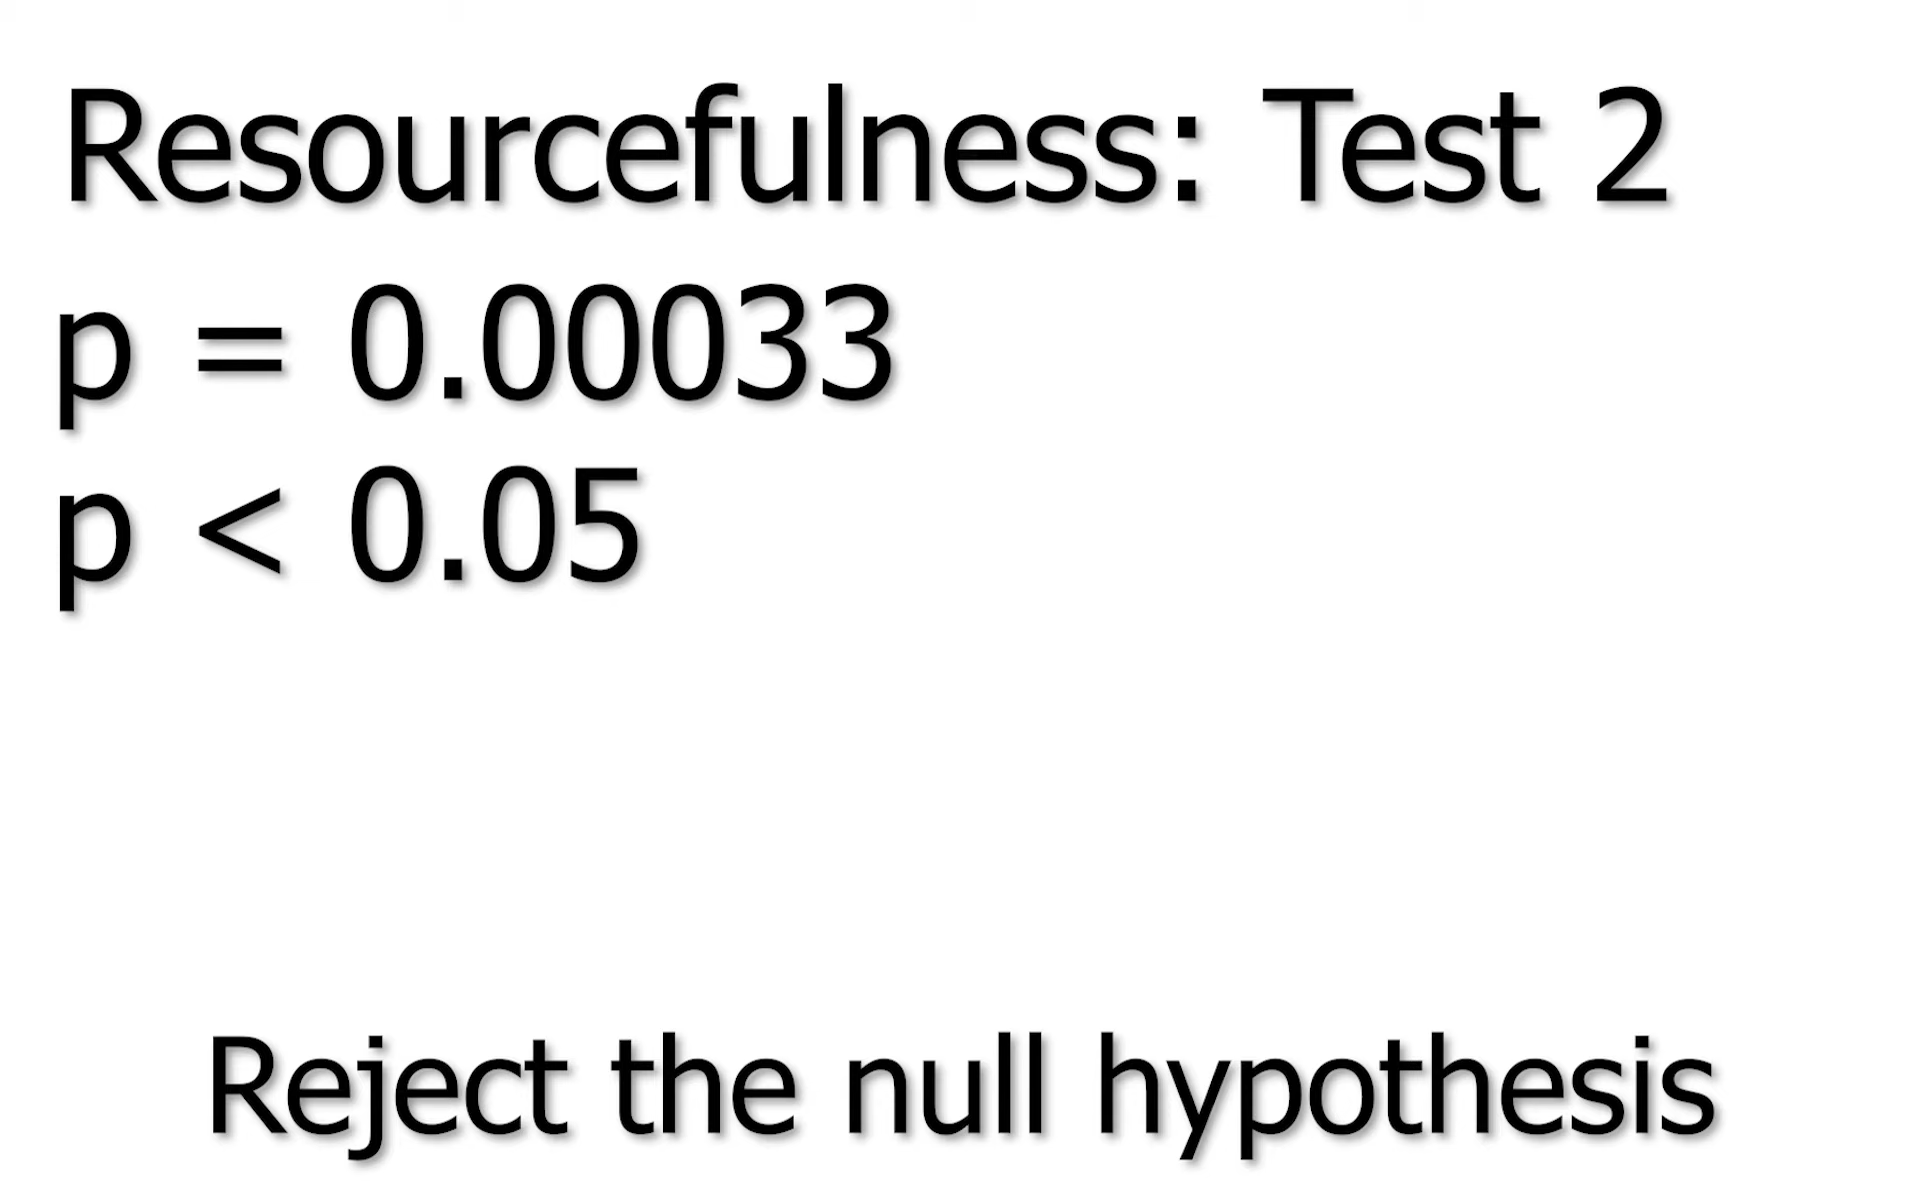 Resourcefulness: Test 2
p = 0.00033
p < 0.05
Reject the null hypothesis